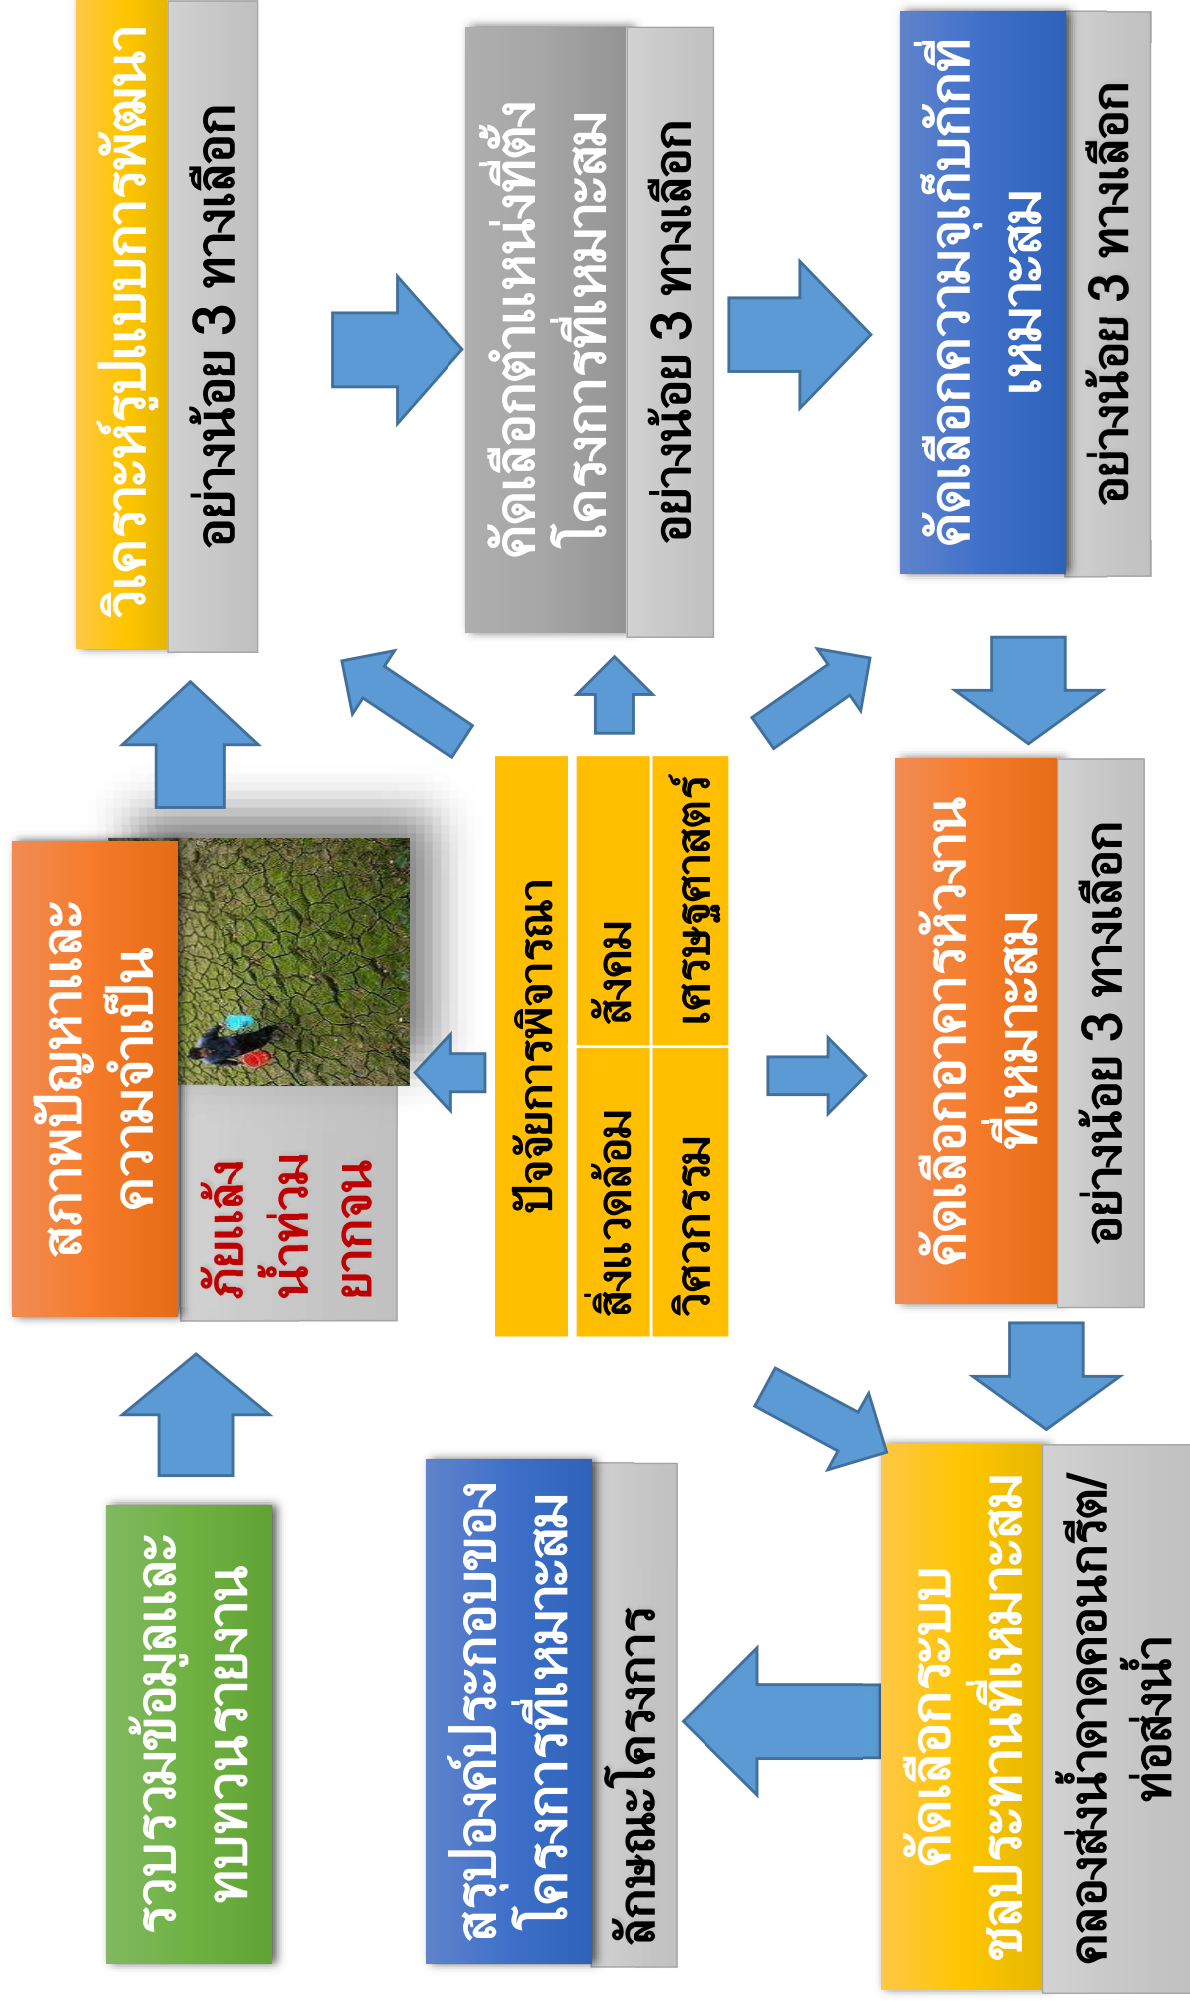 รวบรวมข้อมูลและ
ทบทวนรายงาน
สภาพปัญหาและ
ความจำเป็น
ภัยแล้ง
น้ำท่วม
ยากจน
วิเคราะห์รูปแบบการพัฒนา
อย่างน้อย 3 ทางเลือก
คัดเลือกตำแหน่งที่ตั้ง
โครงการที่เหมาะสม
อย่างน้อย 3 ทางเลือก
คัดเลือกความจุเก็บกักที่
เหมาะสม
อย่างน้อย 3 ทางเลือก
คัดเลือกอาคารหัวงาน
ที่เหมาะสม
อย่างน้อย 3 ทางเลือก
คัดเลือกระบบ
ชลประทานที่เหมาะสม
คลองส่งน้ำดาดคอนกรีต/
ท่อส่งน้ำ
สรุปองค์ประกอบของ
โครงการที่เหมาะสม
ลักษณะโครงการ
ปัจจัยการพิจารณา
สิ่งแวดล้อม สังคม
วิศวกรรม เศรษฐศาสตร์